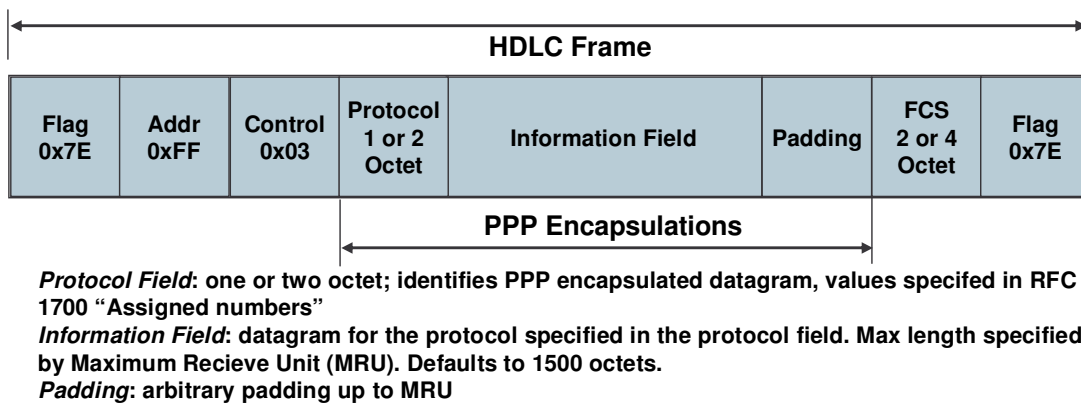 HDLC Frame
Flag
0x7E
Addr
0xFF
Control
0x03
Protocol
1 or 2
Octet
Information Field
Padding
FCS
2 or 4
Octet
Flag
0x7E
PPP Encapsulations
Protocol Field: one or two octet; identifies PPP encapsulated datagram, values specifed in RFC
1700 “Assigned numbers”
Information Field: datagram for the protocol specified in the protocol field. Max length specified
by Maximum Recieve Unit (MRU). Defaults to 1500 octets.
Padding: arbitrary padding up to MRU